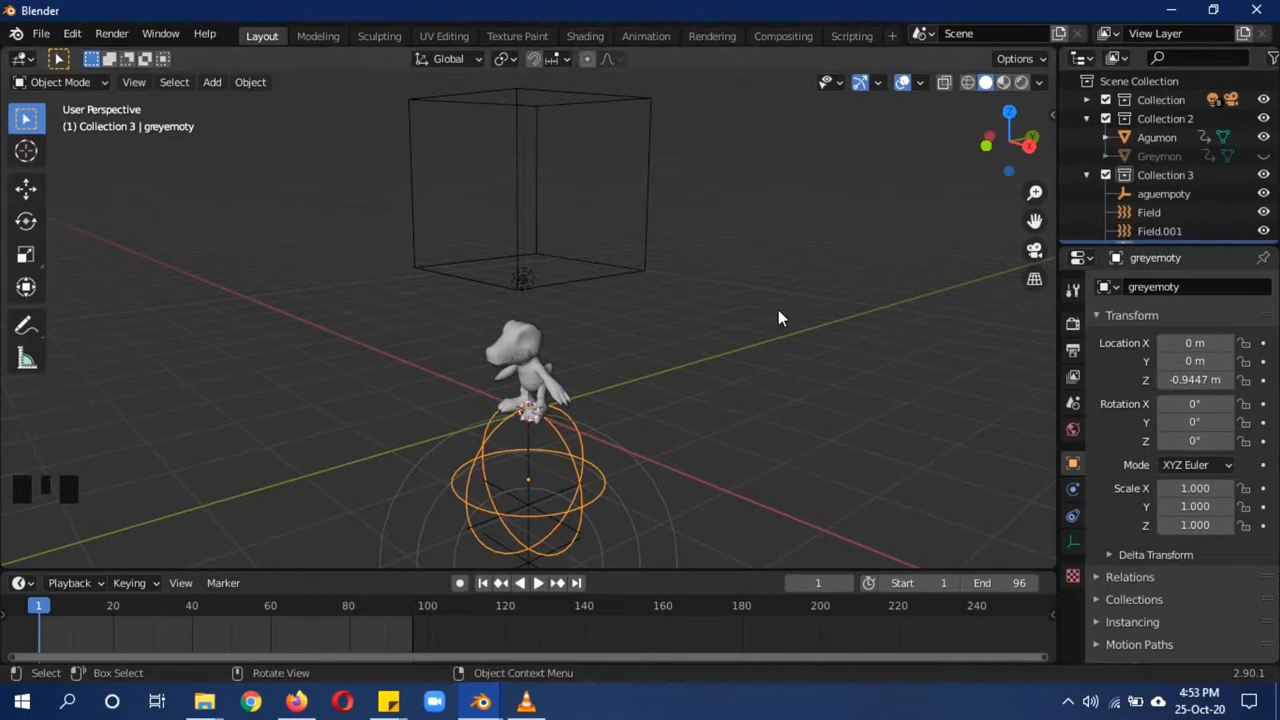 Blender
File Edit Render Window Help Layout Modeling Sculpting UV Editing Texture Paint Shading Animation Rendering Compositing Scripting + Scene View Layer
Global Options
Object Mode View Select Add Object
Scene Collection
User Perspective
(1) Collection 3 | greyemoty
Collection 8
Collection 2
Agumon
Greymon
Collection 3
aguempoty
Field
Field.001
X
Y
Z
greyemoty
greyemoty
Transform
Location X 0 m
Y 0 m
Z -0.9447 m
Rotation X 0°
Y 0°
Z 0°
Mode XYZ Euler
Scale X 1.000
Y 1.000
Z 1.000
Delta Transform
Relations
Collections
Instancing
Motion Paths
Playback Keying View Marker 1 Start 1 End 96
1 20 40 60 80 100 120 140 160 180 200 220 240
Select Box Select Rotate View Object Context Menu 2.90.1
4:53 PM
25-Oct-20